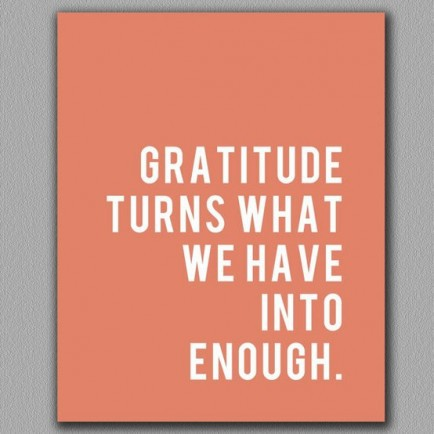 GRATITUDE
TURNS WHAT
WE HAVE
INTO
ENOUGH.